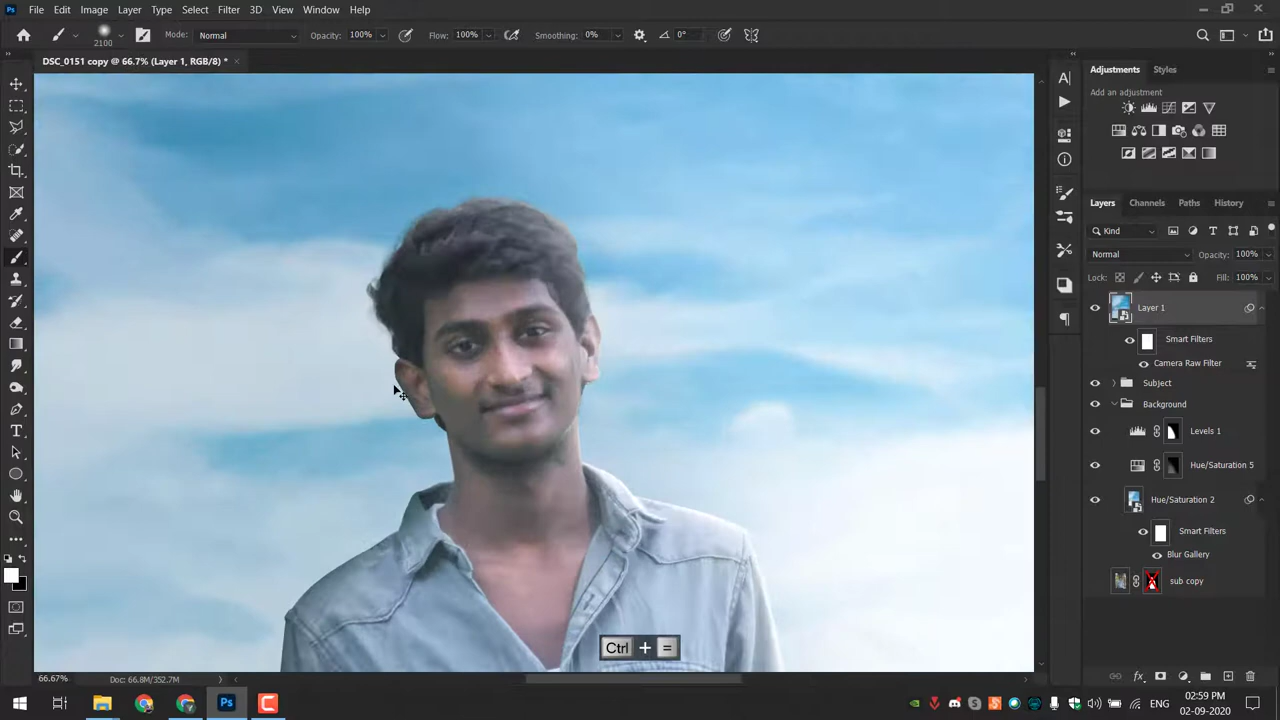 Ps File Edit Image Layer Type Select Filter 3D View Window Help
2100 Mode: Normal Opacity: 100% Flow: 100% Smoothing: 0% 0°
DSC_0151 copy @ 66.7% (Layer 1, RGB/8) * ×
Adjustments Styles
Add an adjustment
Layers Channels Paths History
Kind
Normal Opacity: 100%
Lock: Fill: 100%
Layer 1
Smart Filters
Camera Raw Filter
Subject
Background
Levels 1
Hue/Saturation 5
Hue/Saturation 2
Smart Filters
Blur Gallery
sub copy
Ctrl + =
66.67% Doc: 66.8M/352.7M
ENG 02:59 PM
02-09-2020